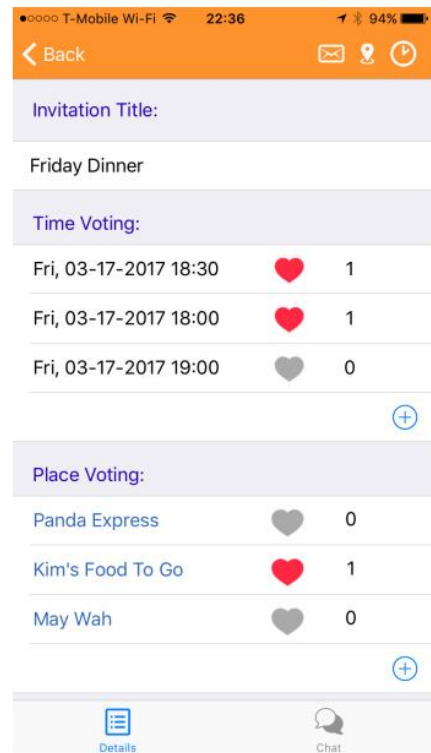 T-Mobile Wi-Fi 22:36 94%
Back
Invitation Title:
Friday Dinner
Time Voting:
Fri, 03-17-2017 18:30 1
Fri, 03-17-2017 18:00 1
Fri, 03-17-2017 19:00 0
Place Voting:
Panda Express 0
Kim's Food To Go 1
May Wah 0
Details Chat